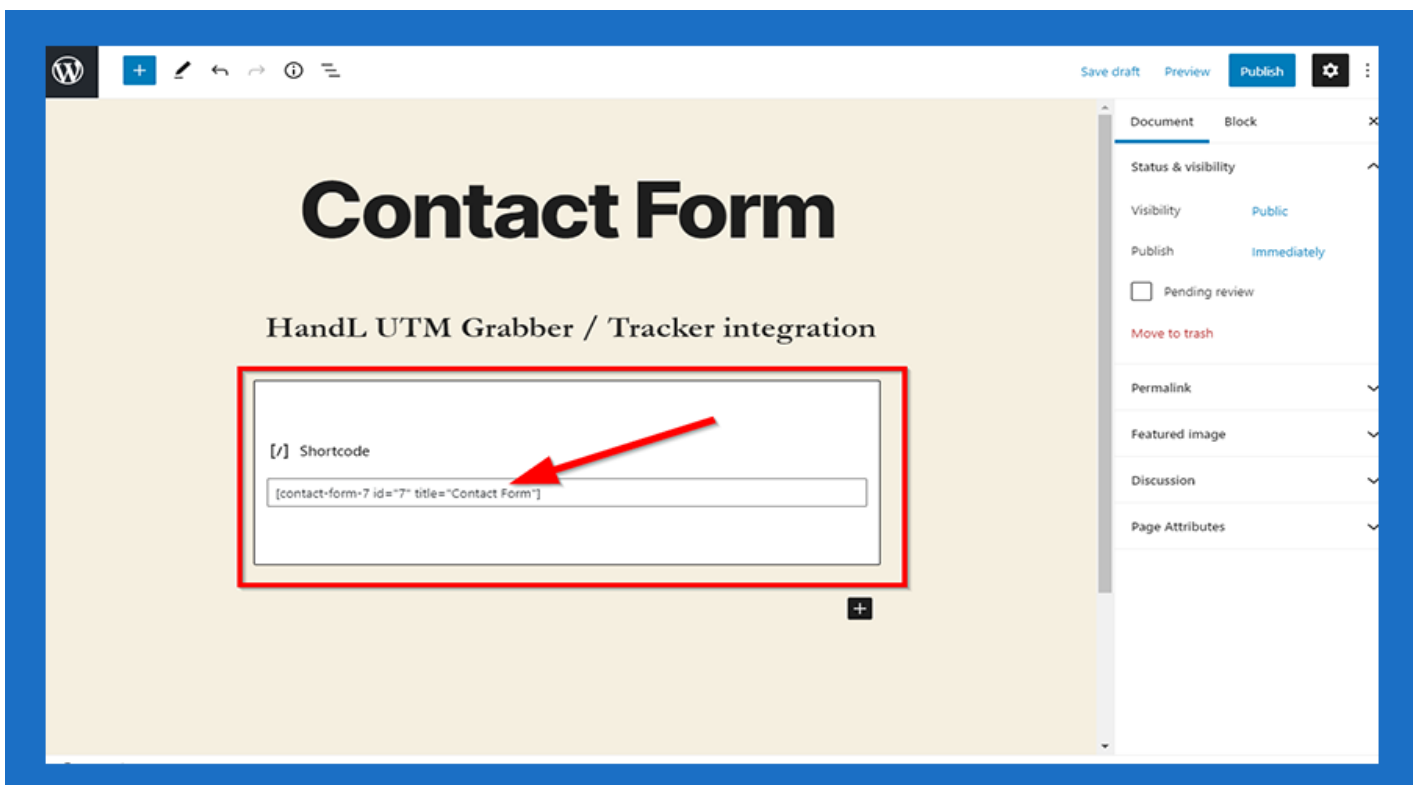 Save draft Preview Publish
Document Block
Status & visibility
Visibility Public
Publish Immediately
Pending review
Move to trash
Permalink
Featured image
Discussion
Page Attributes
Contact Form
HandL UTM Grabber / Tracker integration
[/] Shortcode
[contact-form-7 id="7" title="Contact Form"]